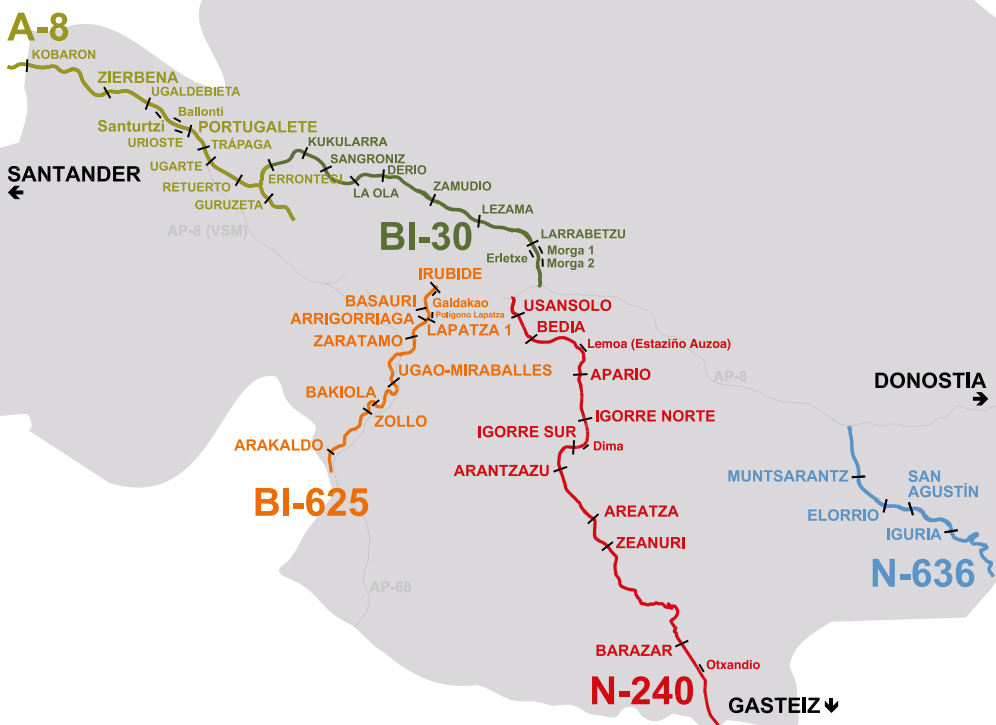 A-8
KOBARON
ZIERBENA
UGALDEBIETA
Ballonti
Santurtzi
PORTUGALETE
URIOSTE
TRÁPAGA
KUKULARRA
SANGRONIZ
UGARTE
DERIO
SANTANDER
ERRONTEGI
RETUERTO
LA OLA
ZAMUDIO
GURUZETA
LEZAMA
AP-8 (VSM)
BI-30
LARRABETZU
Morga 1
Erletxe
Morga 2
IRUBIDE
BASAURI
Galdakao
USANSOLO
Polígono Lapatza
ARRIGORRIAGA
LAPATZA 1
BEDIA
ZARATAMO
Lemoa (Estaziño Auzoa)
UGAO-MIRABALLES
APARIO
AP-8
DONOSTIA
BAKIOLA
ZOLLO
IGORRE NORTE
IGORRE SUR
Dima
ARAKALDO
ARANTZAZU
MUNTSARANTZ
SAN
AGUSTÍN
BI-625
AREATZA
ELORRIO
IGURIA
ZEANURI
N-636
AP-68
BARAZAR
Otxandio
N-240
GASTEIZ